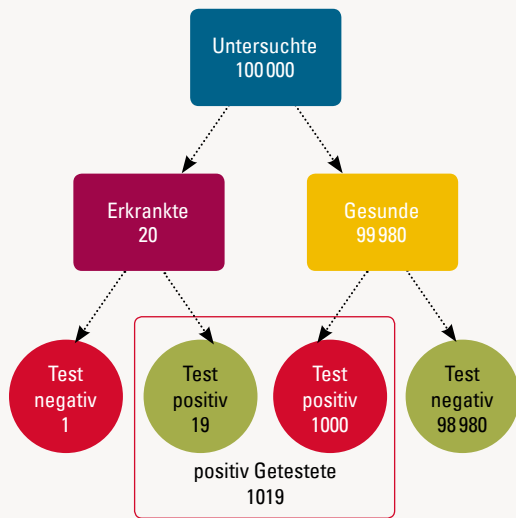 Untersuchte
100 000
Erkrankte
20
Gesunde
99 980
Test
negativ
1
Test
positiv
19
Test
positiv
1000
Test
negativ
98 980
positiv Getestete
1019